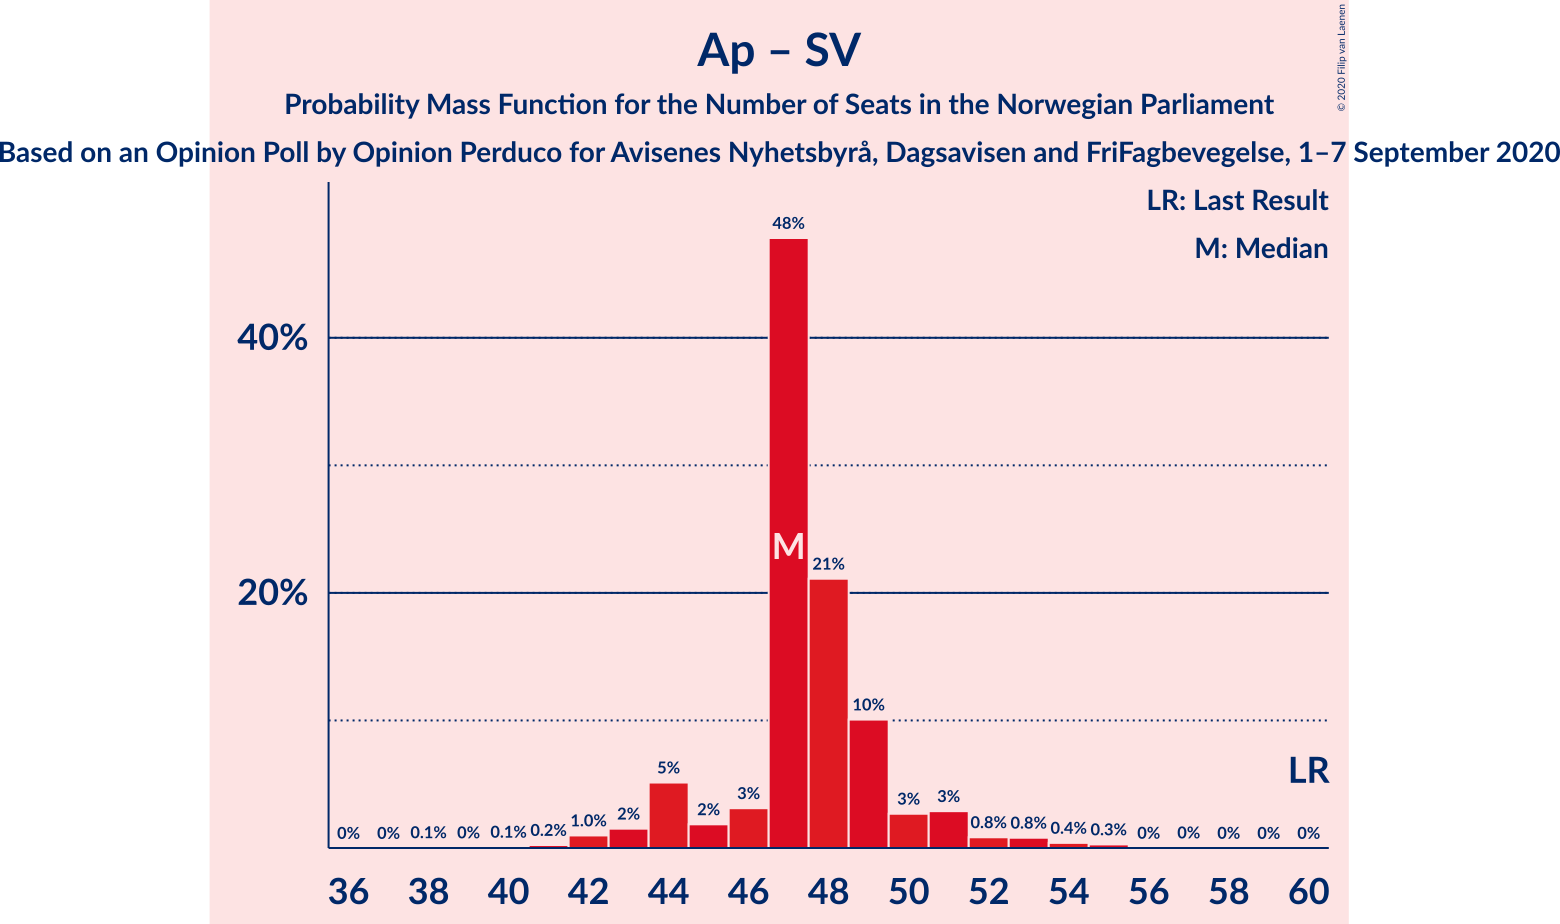 Ap – SV
Probability Mass Function for the Number of Seats in the Norwegian Parliament
Based on an Opinion Poll by Opinion Perduco for Avisenes Nyhetsbyrå, Dagsavisen and FriFagbevegelse, 1–7 September 2020
© 2020 Filip van Laenen
LR: Last Result
M: Median
48%
40%
M
21%
20%
10%
LR
5%
3%
2%
2%
3%
3%
0% 0% 0.1% 0% 0.1% 0.2% 1.0% 0.8% 0.8% 0.4% 0.3% 0% 0% 0% 0% 0%
36 38 40 42 44 46 48 50 52 54 56 58 60